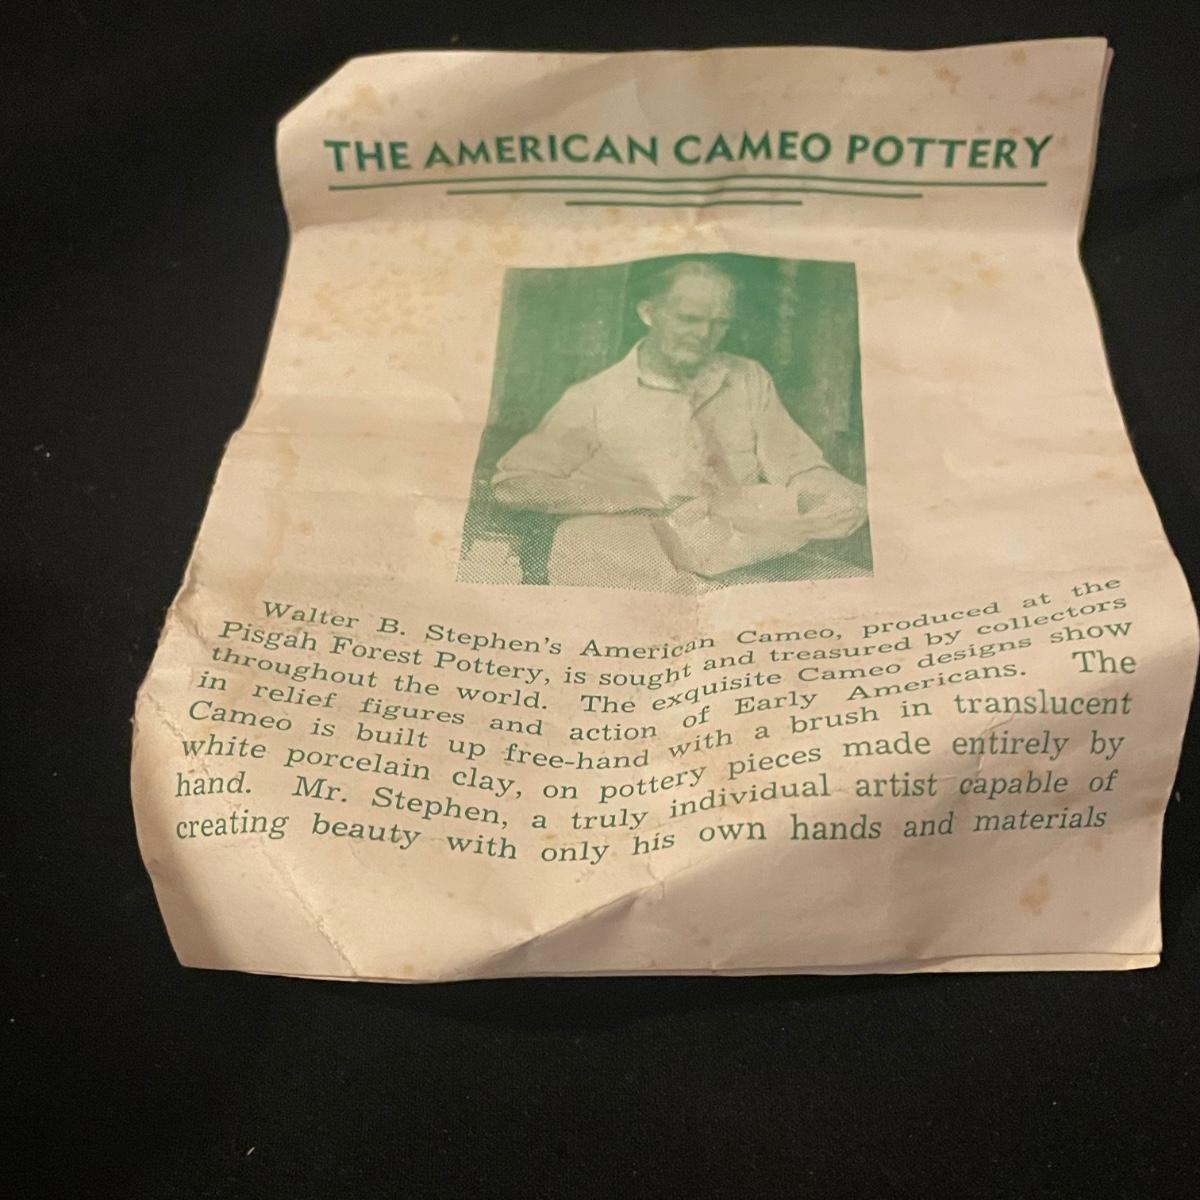 THE AMERICAN CAMEO POTTERY
Walter B. Stephen's American Cameo, produced at the
Pisgah Forest Pottery, is sought and treasured by collectors
throughout the world. The exquisite Cameo designs show
in relief figures and action of Early Americans. The
Cameo is built up free-hand with a brush in translucent
white porcelain clay, on pottery pieces made entirely by
hand. Mr. Stephen, a truly individual artist capable of
creating beauty with only his own hands and materials